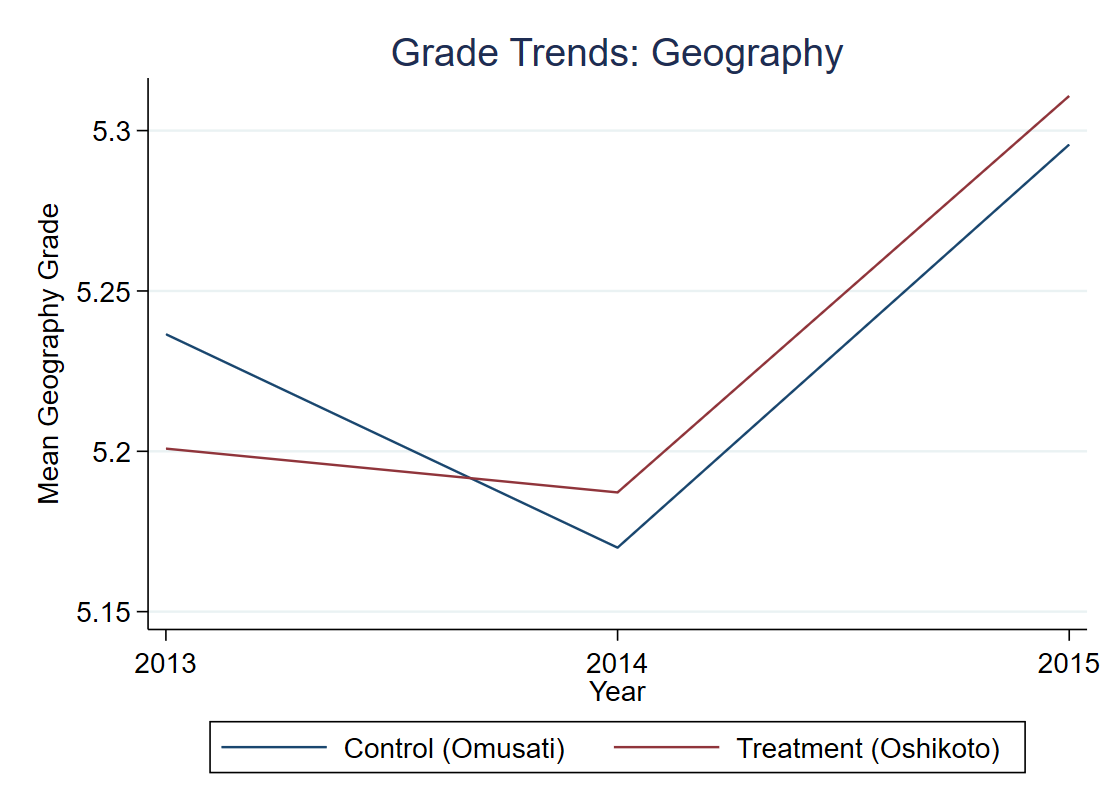 Grade Trends: Geography
Mean Geography Grade
5.3
5.25
5.2
5.15
2013 2014 2015
Year
Control (Omusati) Treatment (Oshikoto)